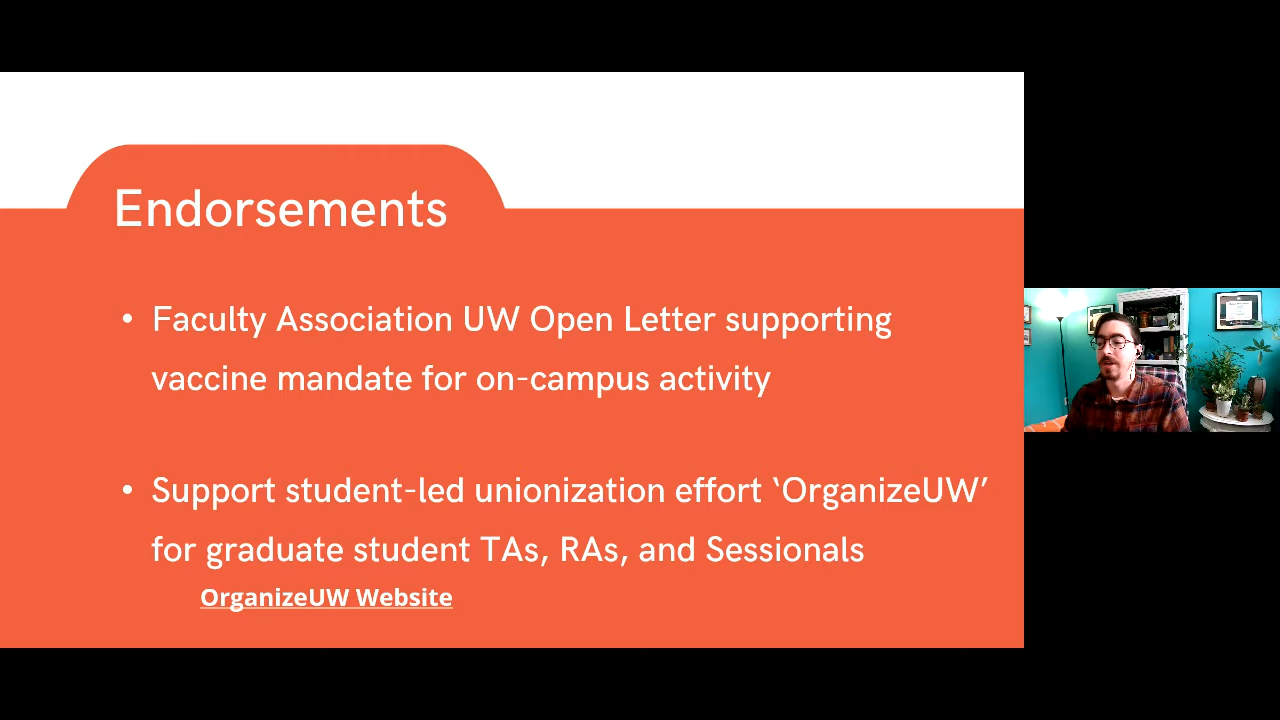 Endorsements
• Faculty Association UW Open Letter supporting
vaccine mandate for on-campus activity
• Support student-led unionization effort ‘OrganizeUW’
for graduate student TAs, RAs, and Sessionals
OrganizeUW Website